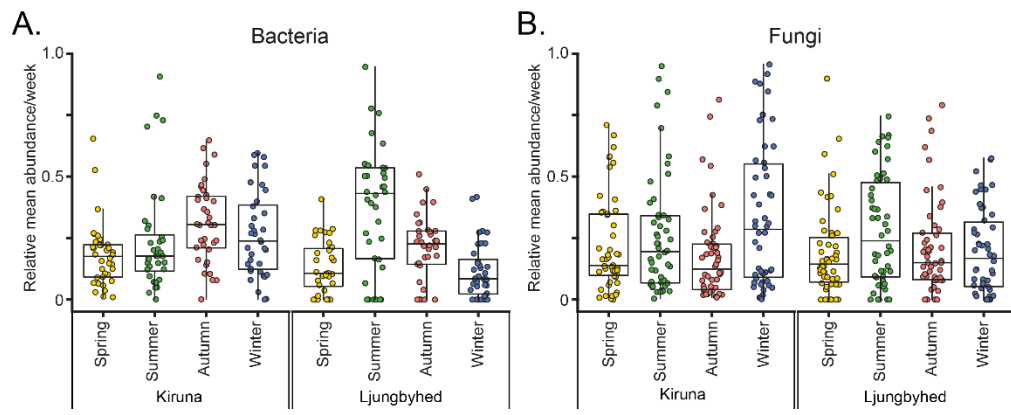 A.
Bacteria
Relative mean abundance/week
1.0
0.5
0
Spring
Summer
Autumn
Winter
Spring
Summer
Autumn
Winter
Kiruna
Ljungbyhed
B.
Fungi
Relative mean abundance/week
1.0
0.5
0
Spring
Summer
Autumn
Winter
Spring
Summer
Autumn
Winter
Kiruna
Ljungbyhed